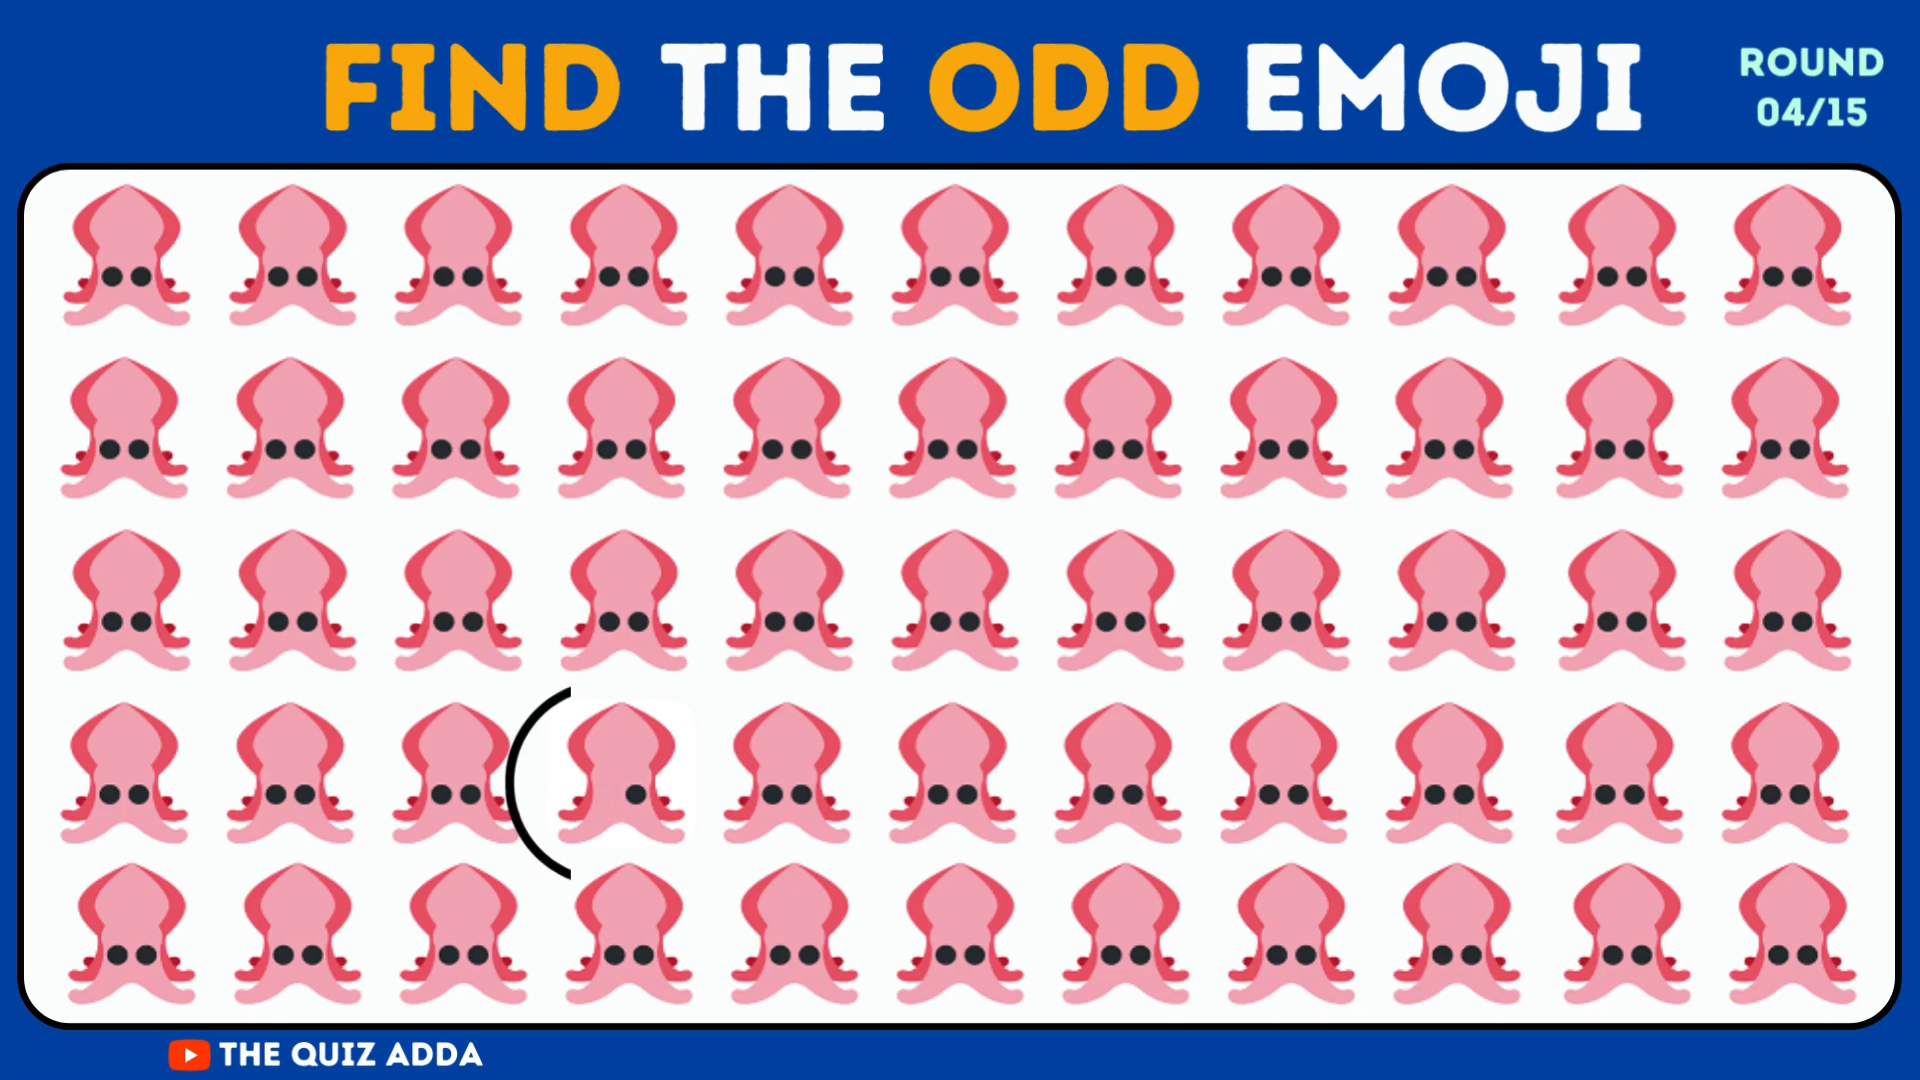 FIND THE ODD EMOJI
ROUND
04/15
THE QUIZ ADDA